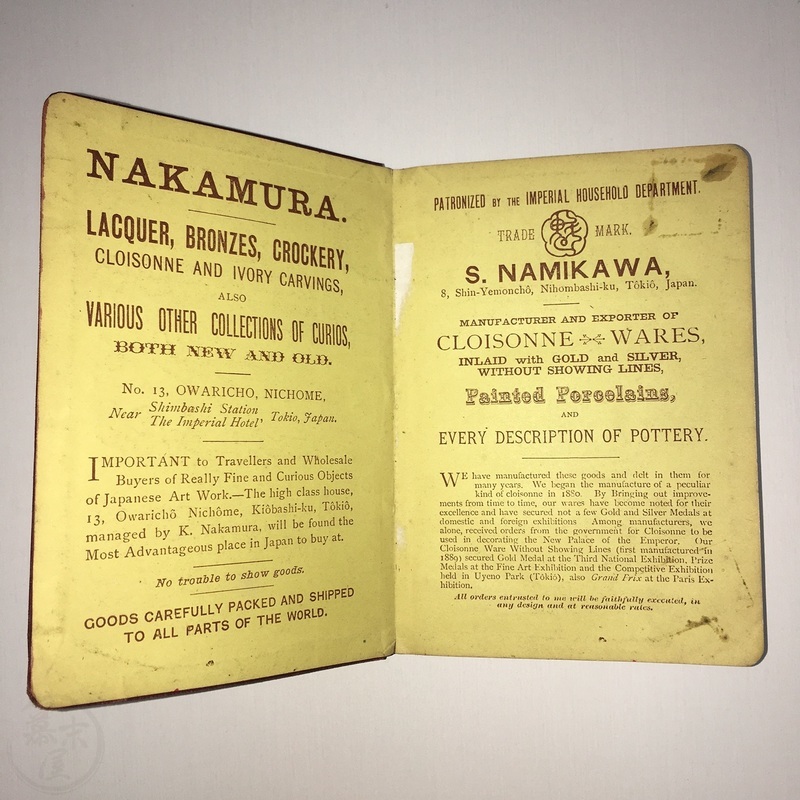 NAKAMURA.
LACQUER, BRONZES, CROCKERY,
CLOISONNE AND IVORY CARVINGS,
ALSO
VARIOUS OTHER COLLECTIONS OF CURIOS,
BOTH NEW AND OLD.
No. 13, OWARICHO, NICHOME,
Near Shimbashi Station
The Imperial Hotel' Tokio, Japan.
IMPORTANT to Travellers and Wholesale
Buyers of Really Fine and Curious Objects
of Japanese Art Work.—The high class house,
13, Owarichō Nichôme, Kiôbashi-ku, Tôkiô,
managed by K. Nakamura, will be found the
Most Advantageous place in Japan to buy at.
No trouble to show goods.
GOODS CAREFULLY PACKED AND SHIPPED
TO ALL PARTS OF THE WORLD.
PATRONIZED BY THE IMPERIAL HOUSEHOLD DEPARTMENT.
TRADE MARK.
S. NAMIKAWA,
8, Shin-Yemonchô, Nihombashi-ku, Tôkiô, Japan.
MANUFACTURER AND EXPORTER OF
CLOISONNE WARES,
INLAID with GOLD and SILVER,
WITHOUT SHOWING LINES,
Painted Porcelains,
AND
EVERY DESCRIPTION OF POTTERY.
WE have manufactured these goods and delt in them for
many years. We began the manufacture of a peculiar
kind of cloisonne in 1880. By Bringing out improve-
ments from time to time, our wares have become noted for their
excellence and have secured not a few Gold and Silver Medals at
domestic and foreign exhibitions Among manufacturers, we
alone, received orders from the government for Cloisonne to be
used in decorating the New Palace of the Emperor. Our
Cloisonne Ware Without Showing Lines (first manufactured in
1889) secured Gold Medal at the Third National Exhibition, Prize
Medals at the Fine Art Exhibition and the Competitive Exhibition
held in Uyeno Park (Tôkiô), also Grand Frix at the Paris Ex-
hibition.
All orders entrusted to me will be faithfully executed, in
any design and at reasonable rates.